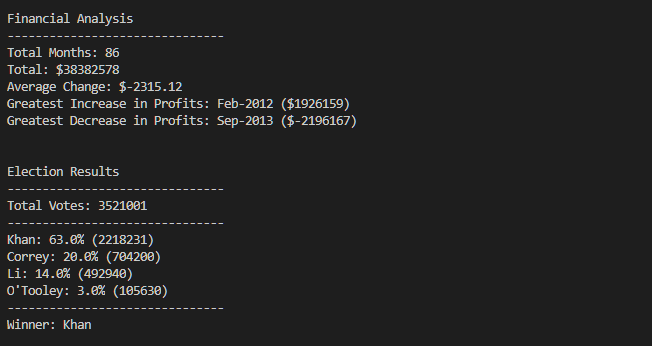 Financial Analysis
-------------------------------
Total Months: 86
Total: $38382578
Average Change: $-2315.12
Greatest Increase in Profits: Feb-2012 ($1926159)
Greatest Decrease in Profits: Sep-2013 ($-2196167)
Election Results
-------------------------------
Total Votes: 3521001
-------------------------------
Khan: 63.0% (2218231)
Correy: 20.0% (704200)
Li: 14.0% (492940)
O'Tooley: 3.0% (105630)
-------------------------------
Winner: Khan